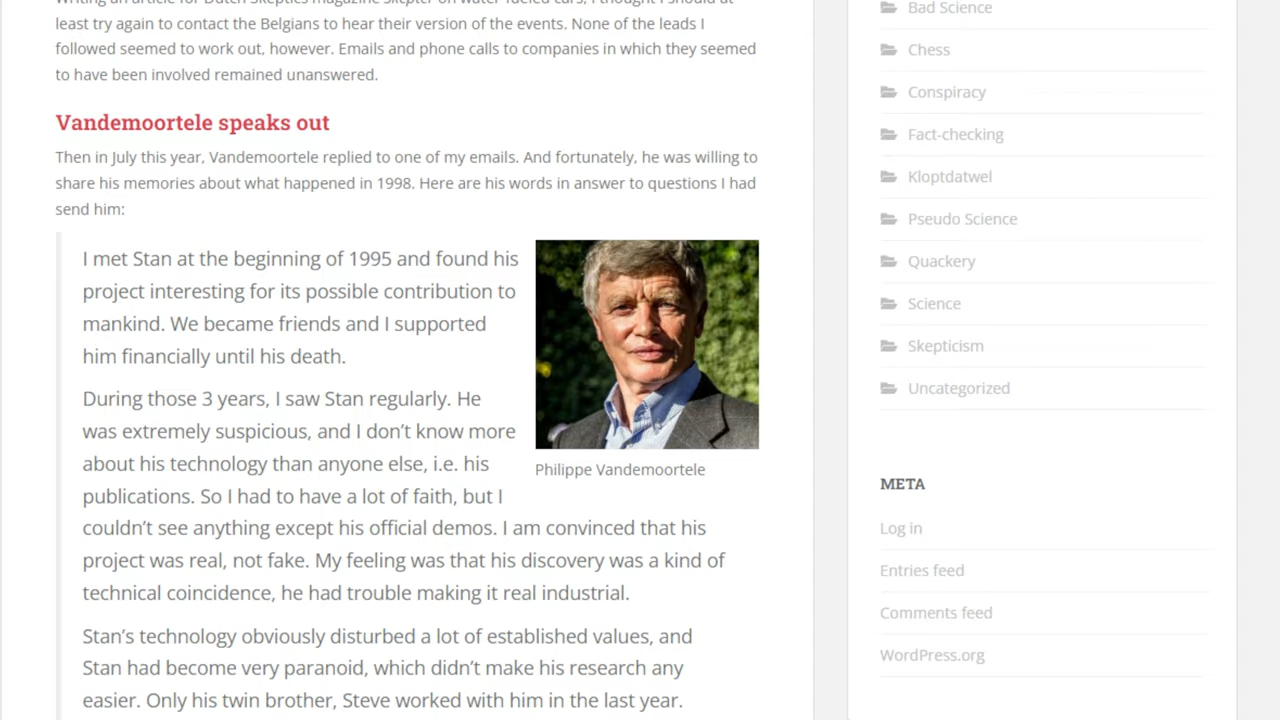 Writing an article for Dutch Skeptics magazine Skepter on water-fueled cars, I thought I should at
least try again to contact the Belgians to hear their version of the events. None of the leads I
followed seemed to work out, however. Emails and phone calls to companies in which they seemed
to have been involved remained unanswered.
Vandemoortele speaks out
Then in July this year, Vandemoortele replied to one of my emails. And fortunately, he was willing to
share his memories about what happened in 1998. Here are his words in answer to questions I had
send him:
I met Stan at the beginning of 1995 and found his
project interesting for its possible contribution to
mankind. We became friends and I supported
him financially until his death.
During those 3 years, I saw Stan regularly. He
was extremely suspicious, and I don’t know more
about his technology than anyone else, i.e. his
publications. So I had to have a lot of faith, but I
couldn’t see anything except his official demos. I am convinced that his
project was real, not fake. My feeling was that his discovery was a kind of
technical coincidence, he had trouble making it real industrial.
Stan’s technology obviously disturbed a lot of established values, and
Stan had become very paranoid, which didn’t make his research any
easier. Only his twin brother, Steve worked with him in the last year.
Philippe Vandemoortele
Bad Science
Chess
Conspiracy
Fact-checking
Kloptdatwel
Pseudo Science
Quackery
Science
Skepticism
Uncategorized
META
Log in
Entries feed
Comments feed
WordPress.org